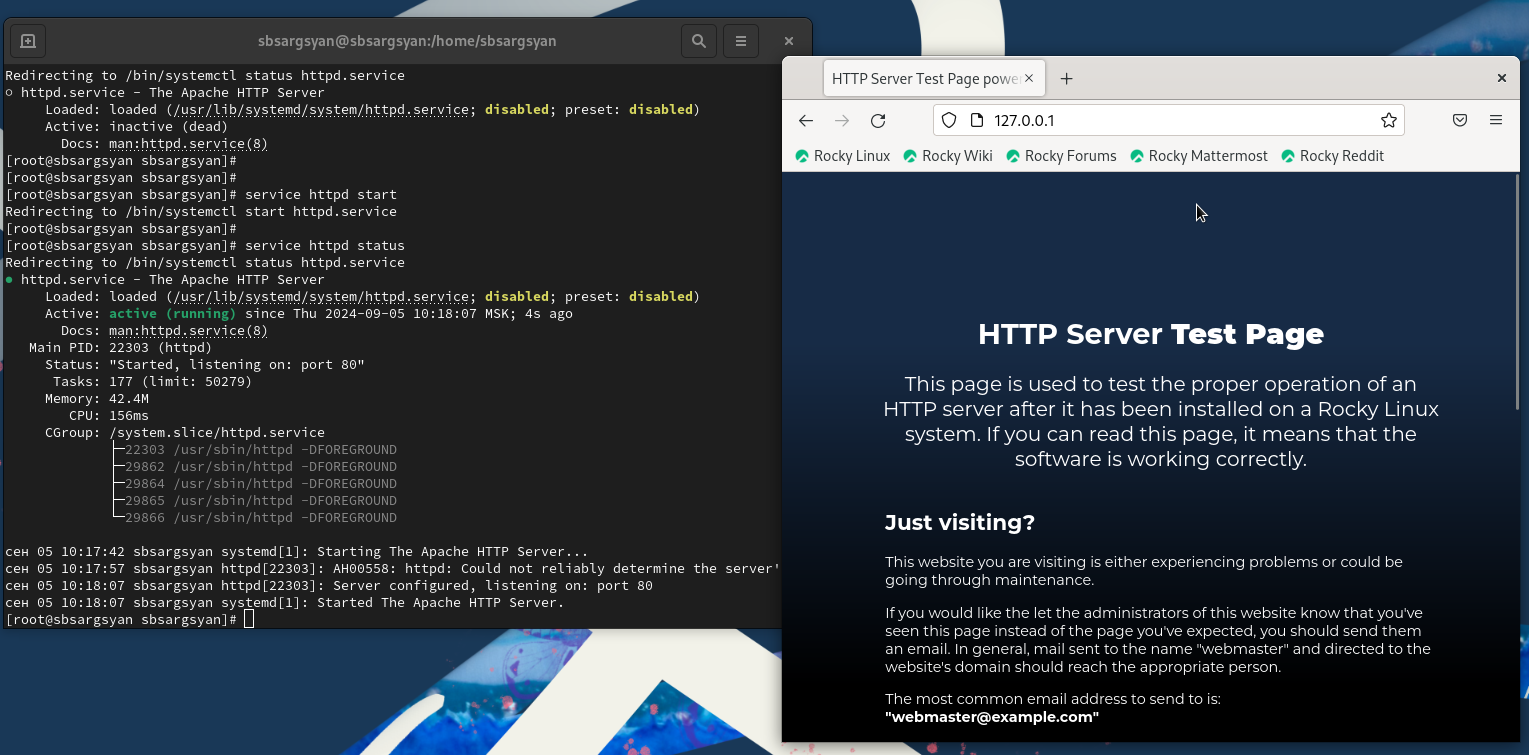 sbsargsyan@sbsargsyan:/home/sbsargsyan
Redirecting to /bin/systemctl status httpd.service
○ httpd.service - The Apache HTTP Server
Loaded: loaded (/usr/lib/systemd/system/httpd.service; disabled; preset: disabled)
Active: inactive (dead)
Docs: man:httpd.service(8)
[root@sbsargsyan sbsargsyan]#
[root@sbsargsyan sbsargsyan]#
[root@sbsargsyan sbsargsyan]# service httpd start
Redirecting to /bin/systemctl start httpd.service
[root@sbsargsyan sbsargsyan]#
[root@sbsargsyan sbsargsyan]# service httpd status
Redirecting to /bin/systemctl status httpd.service
● httpd.service - The Apache HTTP Server
Loaded: loaded (/usr/lib/systemd/system/httpd.service; disabled; preset: disabled)
Active: active (running) since Thu 2024-09-05 10:18:07 MSK; 4s ago
Docs: man:httpd.service(8)
Main PID: 22303 (httpd)
Status: "Started, listening on: port 80"
Tasks: 177 (limit: 50279)
Memory: 42.4M
CPU: 156ms
CGroup: /system.slice/httpd.service
├─22303 /usr/sbin/httpd -DFOREGROUND
├─29862 /usr/sbin/httpd -DFOREGROUND
├─29864 /usr/sbin/httpd -DFOREGROUND
├─29865 /usr/sbin/httpd -DFOREGROUND
└─29866 /usr/sbin/httpd -DFOREGROUND
сен 05 10:17:42 sbsargsyan systemd[1]: Starting The Apache HTTP Server...
сен 05 10:17:57 sbsargsyan httpd[22303]: AH00558: httpd: Could not reliably determine the server'
сен 05 10:18:07 sbsargsyan httpd[22303]: Server configured, listening on: port 80
сен 05 10:18:07 sbsargsyan systemd[1]: Started The Apache HTTP Server.
[root@sbsargsyan sbsargsyan]#
HTTP Server Test Page powe
127.0.0.1
Rocky Linux Rocky Wiki Rocky Forums Rocky Mattermost Rocky Reddit
HTTP Server Test Page
This page is used to test the proper operation of an
HTTP server after it has been installed on a Rocky Linux
system. If you can read this page, it means that the
software is working correctly.
Just visiting?
This website you are visiting is either experiencing problems or could be
going through maintenance.
If you would like the let the administrators of this website know that you've
seen this page instead of the page you've expected, you should send them
an email. In general, mail sent to the name "webmaster" and directed to the
website's domain should reach the appropriate person.
The most common email address to send to is:
"webmaster@example.com"